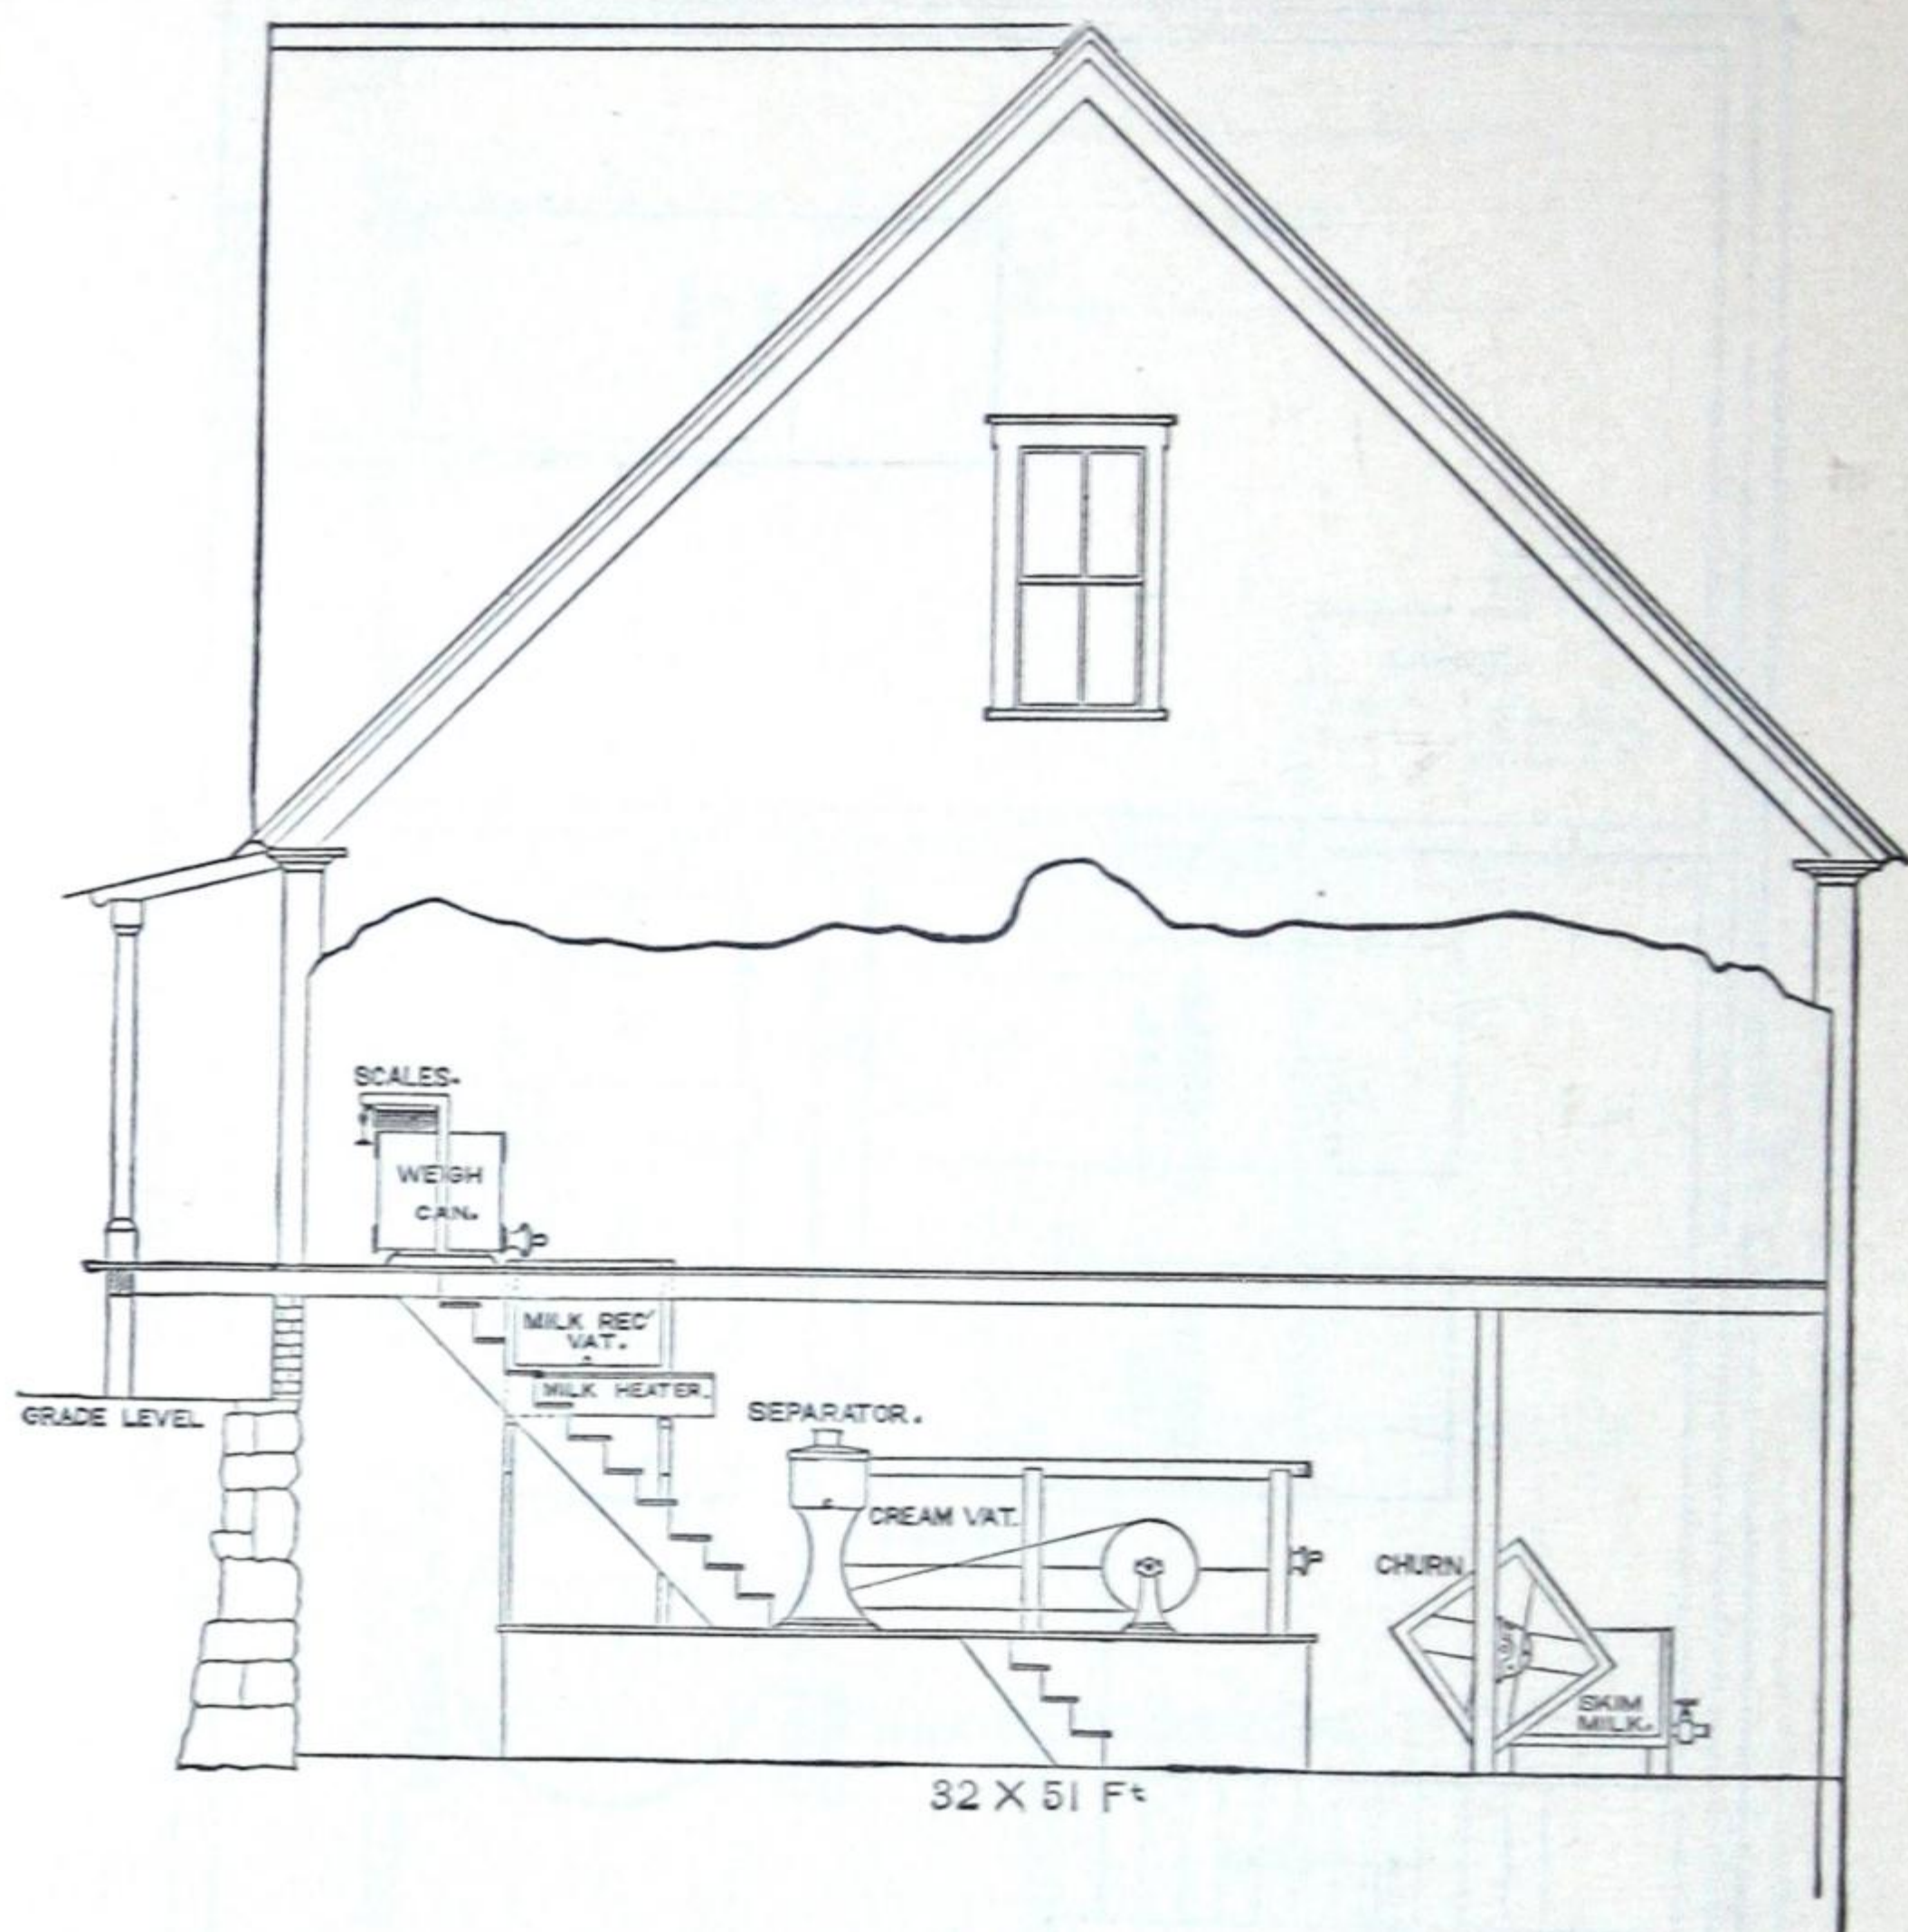 SCALES.
WEIGH
CAN.
MILK REC'
VAT.
MILK HEATER.
GRADE LEVEL
SEPARATOR.
CREAM VAT.
CHURN
SKIM
MILK.
32 X 51 Ft